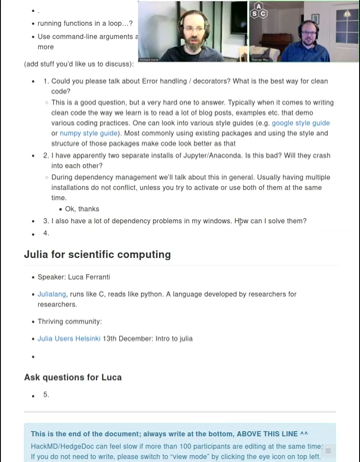 .
running functions in a loop...?
Use command-line arguments a
more
(add stuff you'd like us to discuss):
1. Could you please talk about Error handling / decorators? What is the best way for clean
code?
This is a good question, but a very hard one to answer. Typically when it comes to writing
clean code the way we learn is to read a lot of blog posts, examples etc. that demo
various coding practices. One can look into various style guides (e.g. google style guide
or numpy style guide). Most commonly using existing packages and using the style and
structure of those packages make code look better as that
2. I have apparently two separate installs of Jupyter/Anaconda. Is this bad? Will they crash
into each other?
During dependency management we'll talk about this in general. Usually having multiple
installations do not conflict, unless you try to activate or use both of them at the same
time.
Ok, thanks
3. I also have a lot of dependency problems in my windows. How can I solve them?
4.
Julia for scientific computing
Speaker: Luca Ferranti
Julialang, runs like C, reads like python. A language developed by researchers for
researchers.
Thriving community:
Julia Users Helsinki 13th December: Intro to julia
Ask questions for Luca
5.
This is the end of the document; always write at the bottom, ABOVE THIS LINE ^^
HackMD/HedgeDoc can feel slow if more than 100 participants are editing at the same time:
If you do not need to write, please switch to "view mode" by clicking the eye icon on top left.